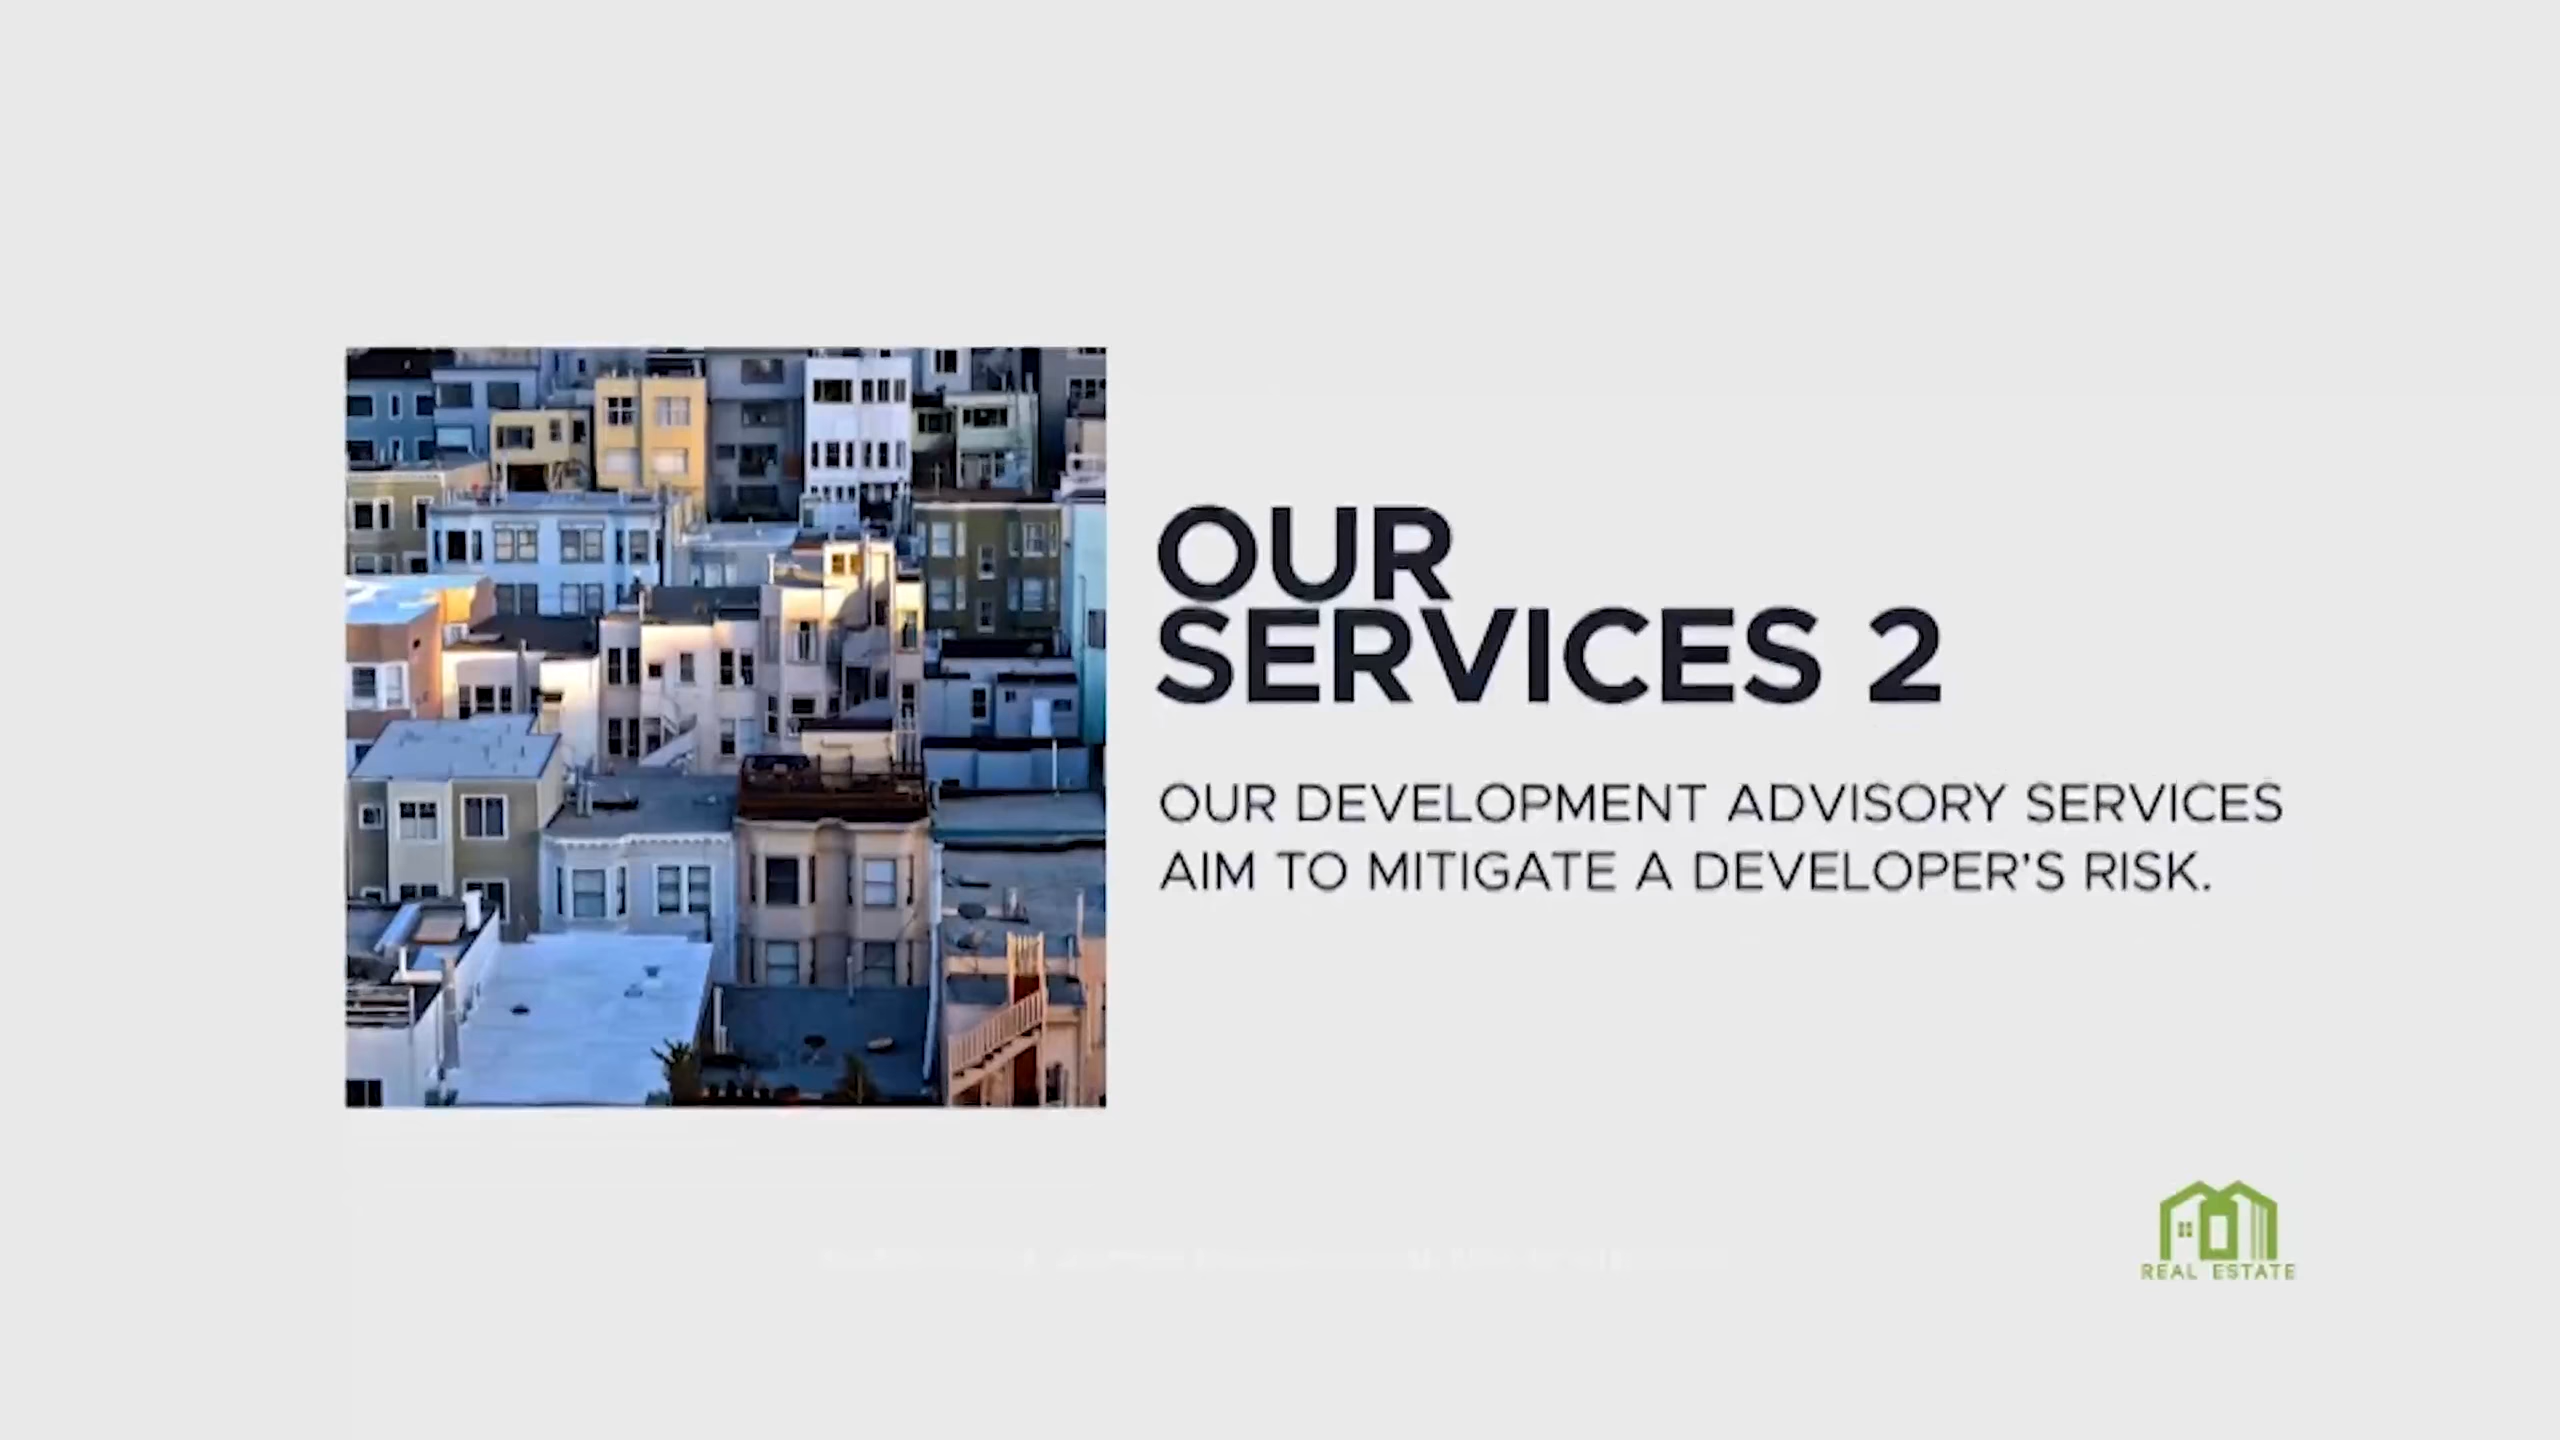 OUR
SERVICES 2
OUR DEVELOPMENT ADVISORY SERVICES
AIM TO MITIGATE A DEVELOPER'S RISK.
REAL ESTATE